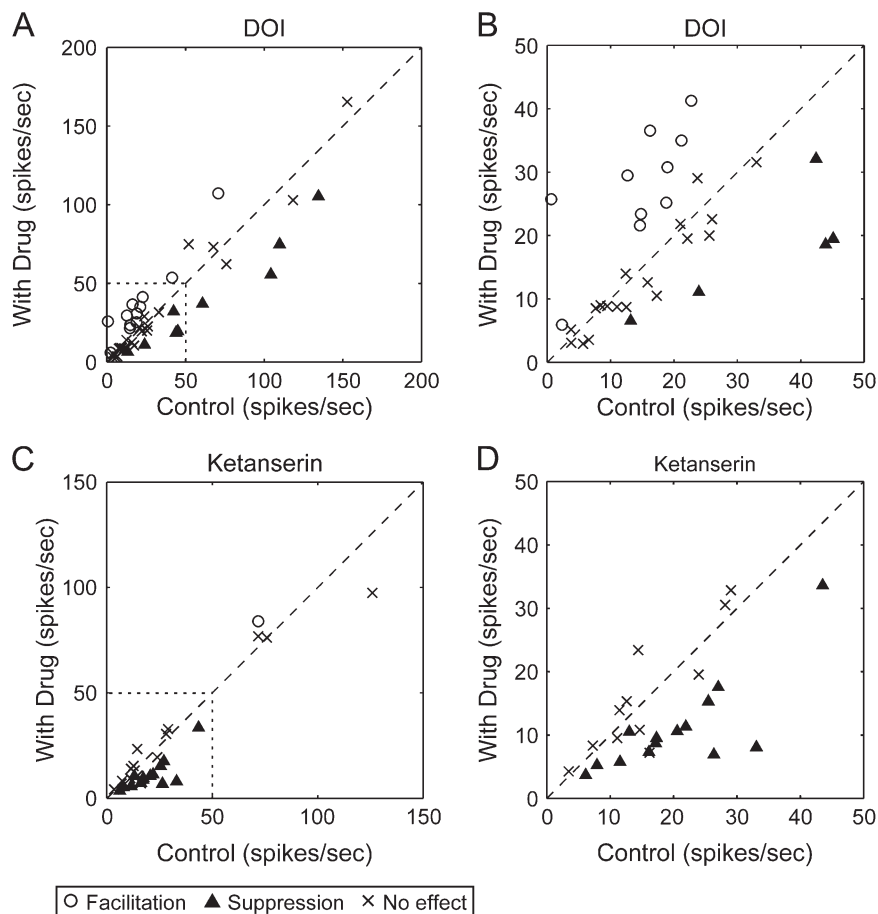 A
DOI
With Drug (spikes/sec)
200
150
100
50
0
0 50 100 150 200
Control (spikes/sec)
B
DOI
With Drug (spikes/sec)
50
40
30
20
10
0
0 10 20 30 40 50
Control (spikes/sec)
C
Ketanserin
With Drug (spikes/sec)
150
100
50
0
0 50 100 150
Control (spikes/sec)
D
Ketanserin
With Drug (spikes/sec)
50
40
30
20
10
0
0 10 20 30 40 50
Control (spikes/sec)
Facilitation Suppression No effect